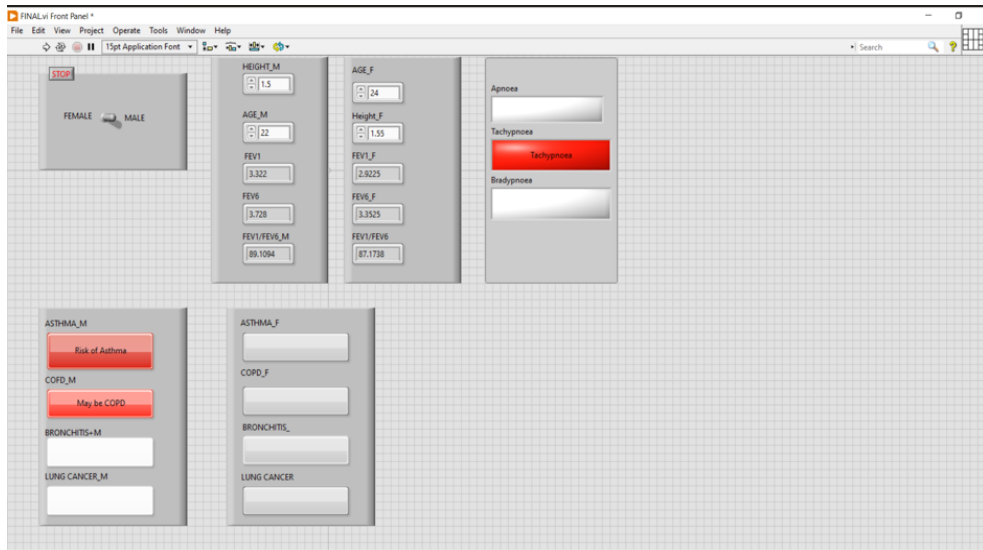 FINAL.vi Front Panel *
File Edit View Project Operate Tools Window Help
15pt Application Font
Search
STOP
FEMALE MALE
HEIGHT_M
1.5
AGE_M
22
FEV1
3.322
FEV6
3.728
FEV1/FEV6_M
89.1094
AGE_F
24
Height_F
1.55
FEV1_F
2.9225
FEV6_F
3.3525
FEV1/FEV6
87.1738
Apnoea
Tachypnoea
Tachypnoea
Bradypnoea
ASTHMA_M
Risk of Asthma
COFD_M
May be COPD
BRONCHITIS=M
LUNG CANCER_M
ASTHMA_F
COPD_F
BRONCHITIS_
LUNG CANCER